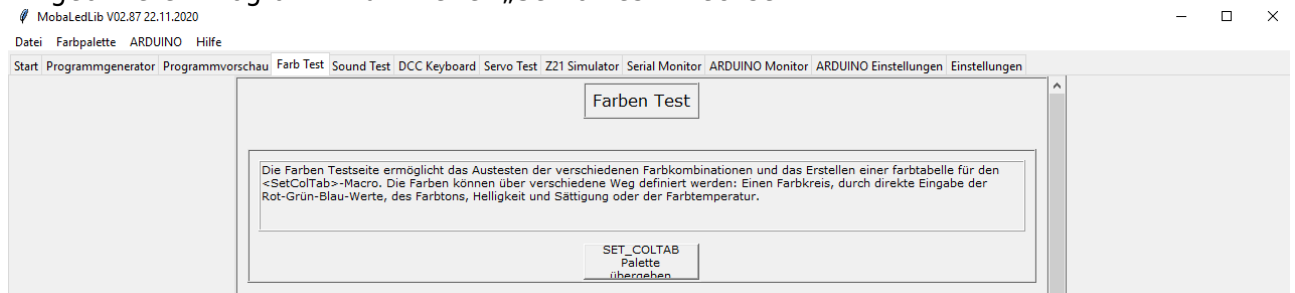 MobaLedLib V02.87 22.11.2020
Datei Farbpalette ARDUINO Hilfe
Start Programmgenerator Programmvorschau Farb Test Sound Test DCC Keyboard Servo Test Z21 Simulator Serial Monitor ARDUINO Monitor ARDUINO Einstellungen Einstellungen
Farben Test
Die Farben Testseite ermöglicht das Austesten der verschiedenen Farbkombinationen und das Erstellen einer farbtabelle für den
<SetColTab>-Macro. Die Farben können über verschiedene Weg definiert werden: Einen Farbkreis, durch direkte Eingabe der
Rot-Grün-Blau-Werte, des Farbtons, Helligkeit und Sättigung oder der Farbtemperatur.
SET_COLTAB
Palette
übergeben